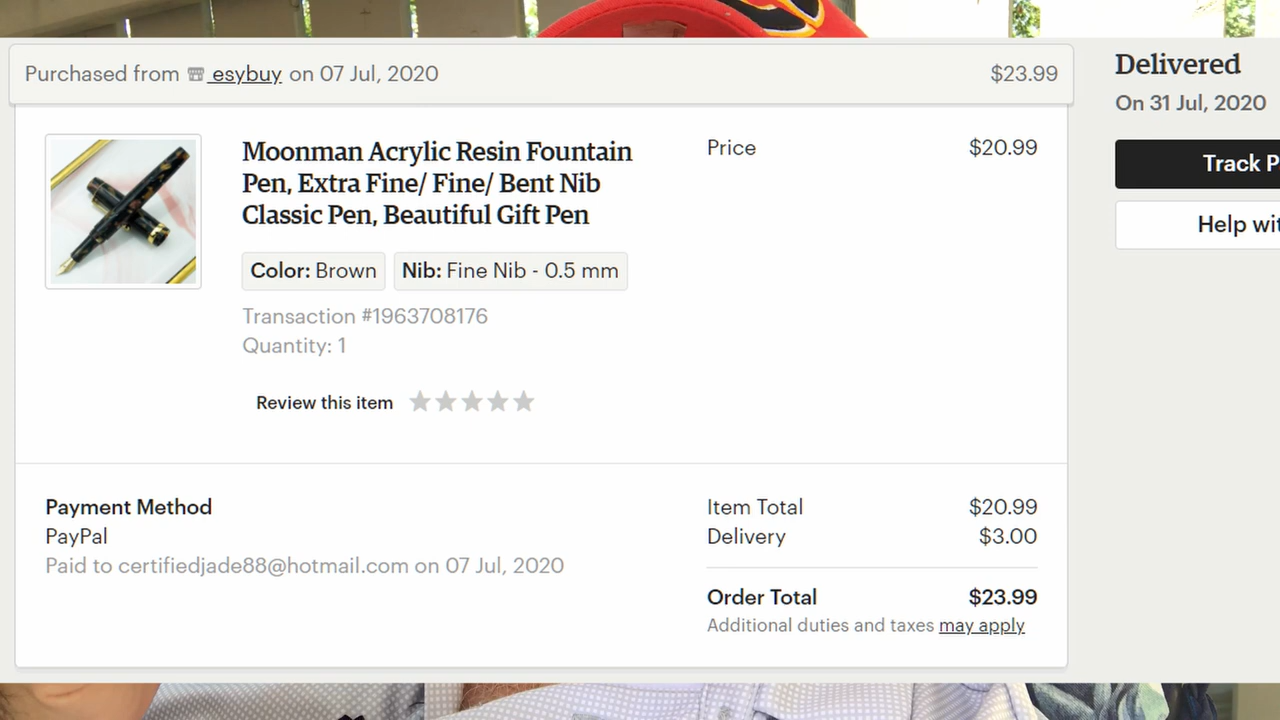 Purchased from esybuy on 07 Jul, 2020
$23.99
Delivered
On 31 Jul, 2020
Track P
Help wit
Moonman Acrylic Resin Fountain
Pen, Extra Fine/ Fine/ Bent Nib
Classic Pen, Beautiful Gift Pen
Price $20.99
Color: Brown Nib: Fine Nib - 0.5 mm
Transaction #1963708176
Quantity: 1
Review this item
Payment Method
PayPal
Paid to certifiedjade88@hotmail.com on 07 Jul, 2020
Item Total $20.99
Delivery $3.00
Order Total $23.99
Additional duties and taxes may apply